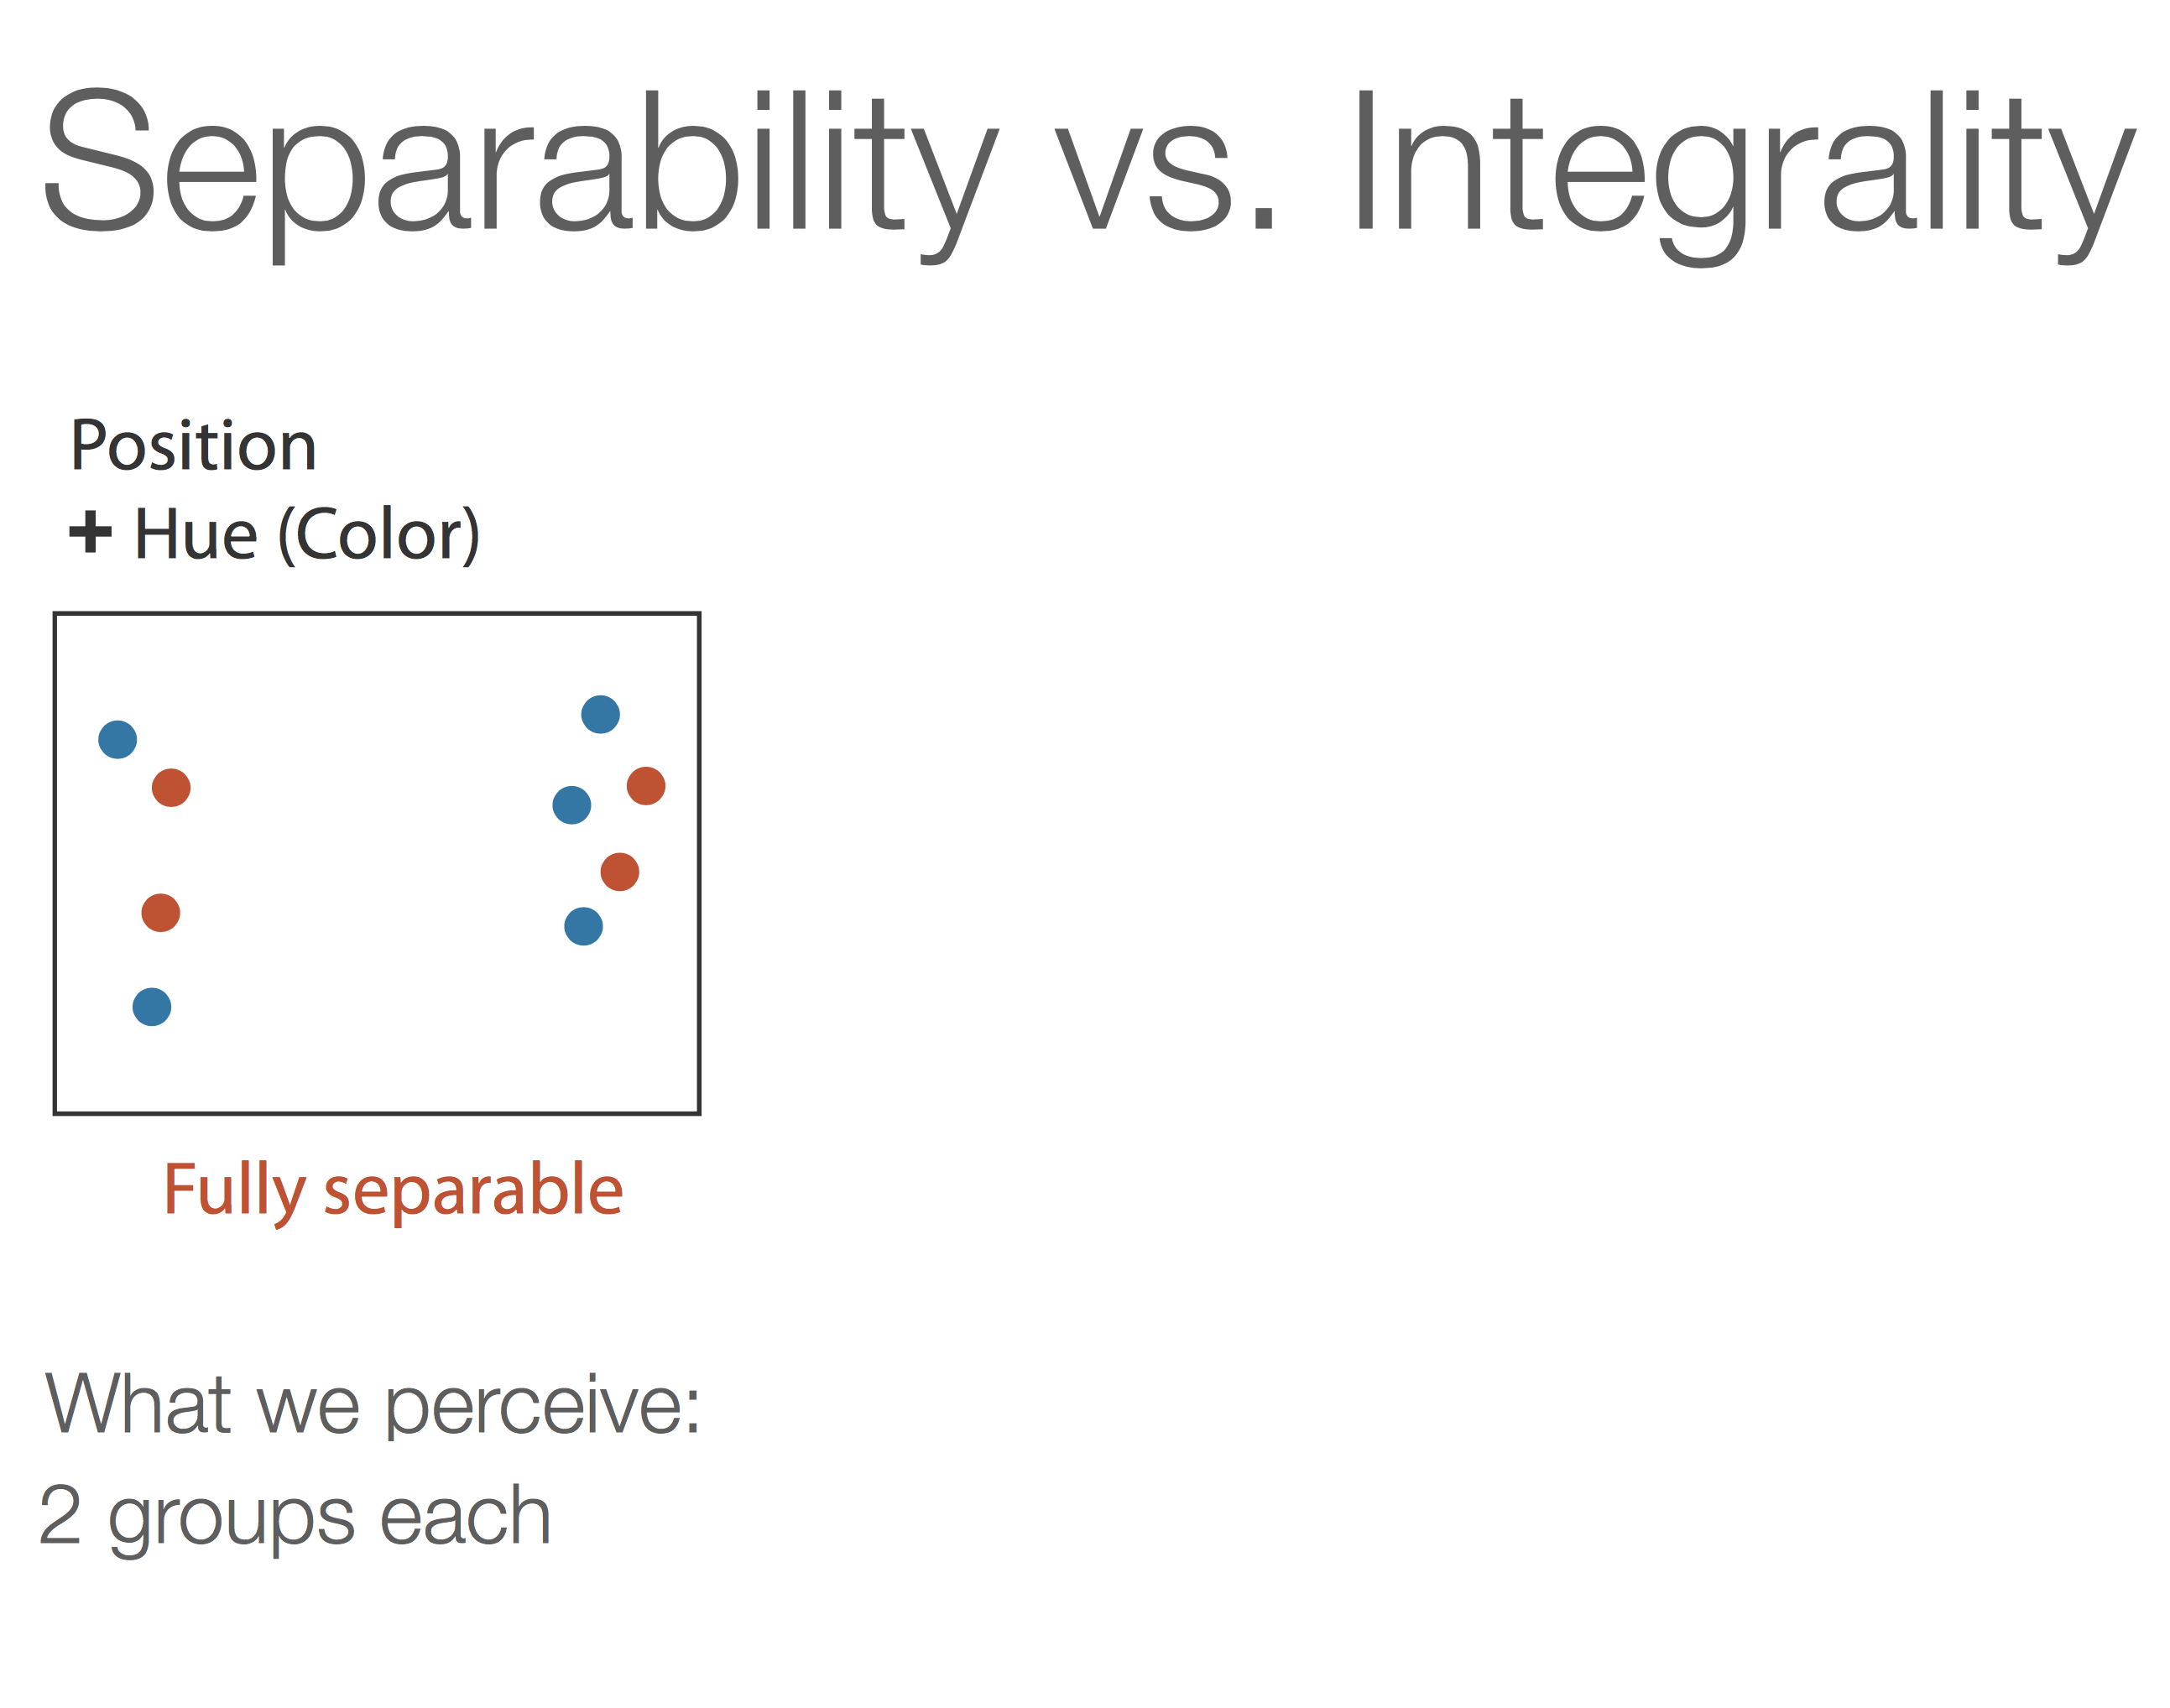 Separability vs. Integrality
Position
+ Hue (Color)
Fully separable
What we perceive:
2 groups each